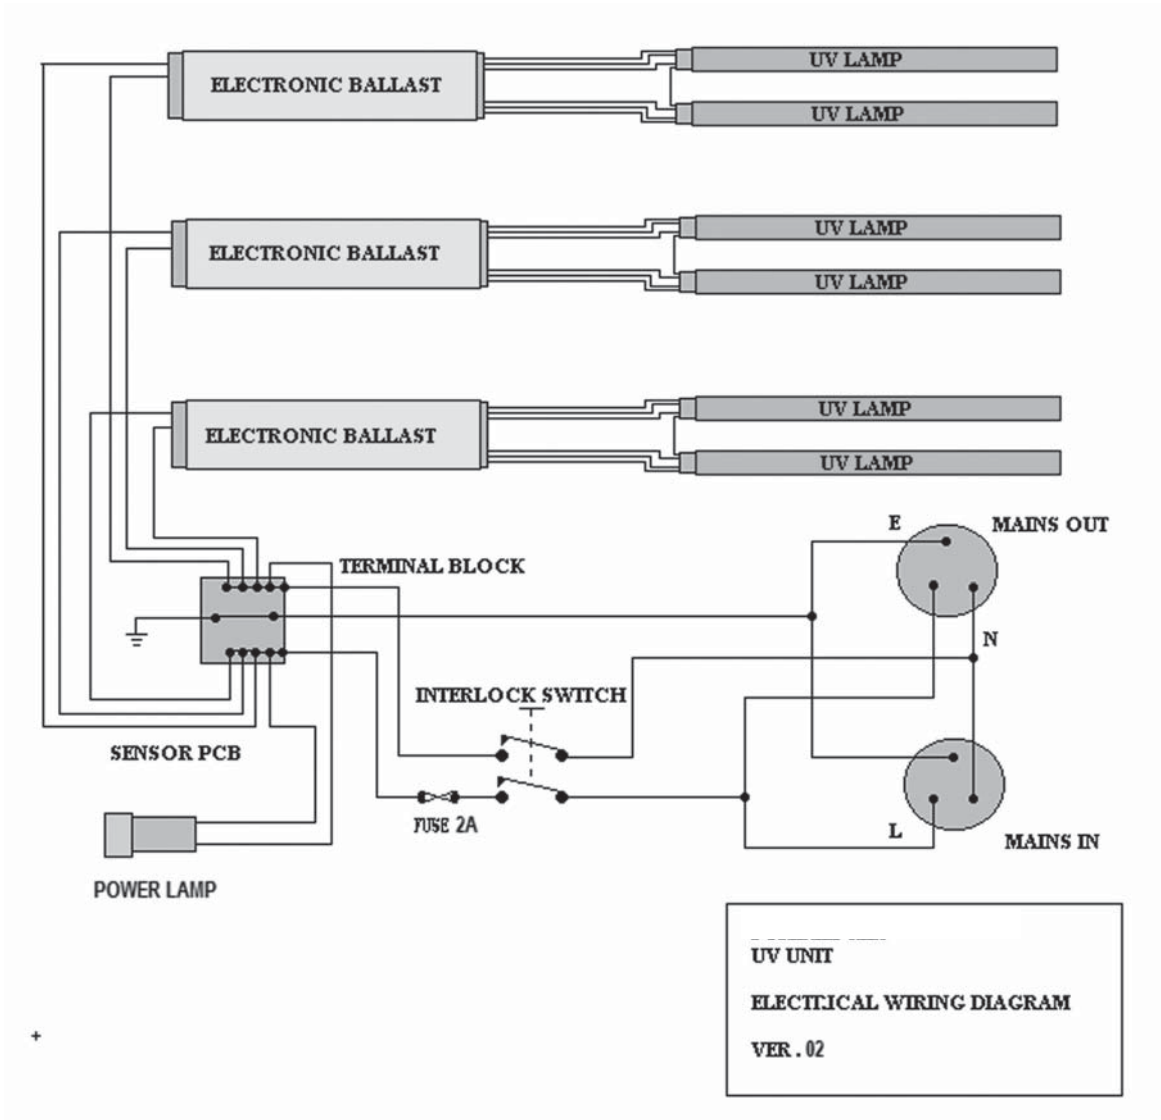 ELECTRONIC BALLAST
UV LAMP
UV LAMP
ELECTRONIC BALLAST
UV LAMP
UV LAMP
ELECTRONIC BALLAST
UV LAMP
UV LAMP
E
MAINS OUT
TERMINAL BLOCK
N
INTERLOCK SWITCH
SENSOR PCB
FUSE 2A
L
MAINS IN
POWER LAMP
UV UNIT
ELECTRICAL WIRING DIAGRAM
VER . 02